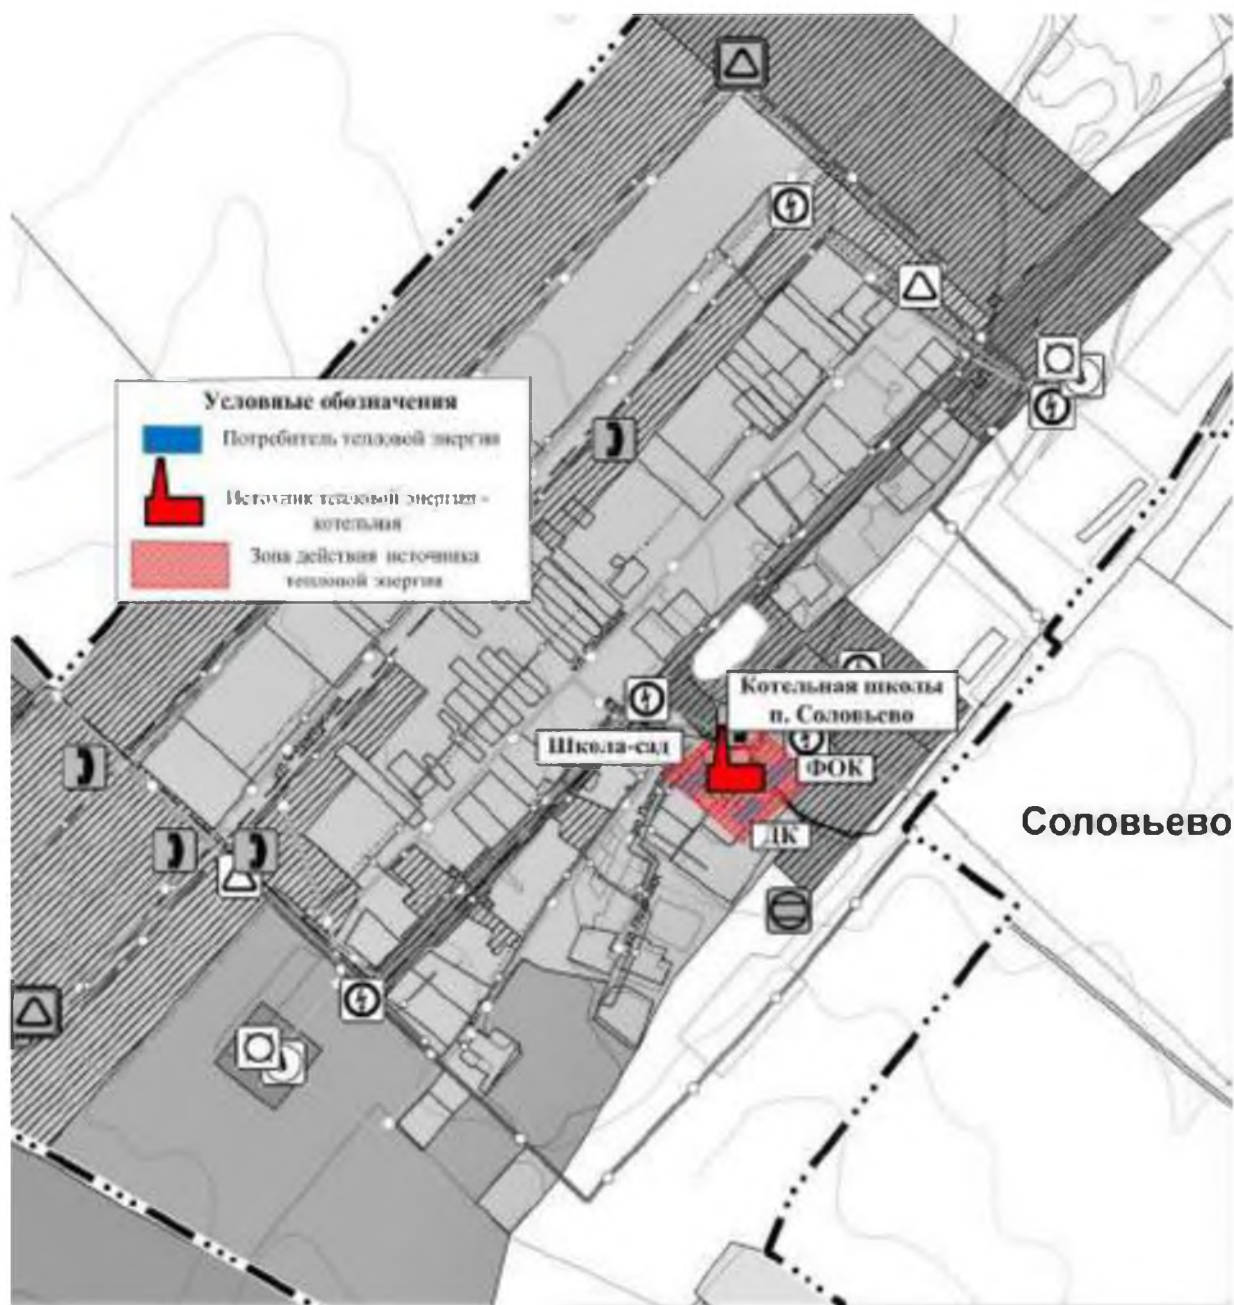 Условные обозначения
Потребитель тепловой энергии
Источник тепловой энергии -
котельная
Зона действия источника
тепловой энергии
Котельная школы
п. Соловьево
Школа-сад
ФОК
ДК
Соловьево